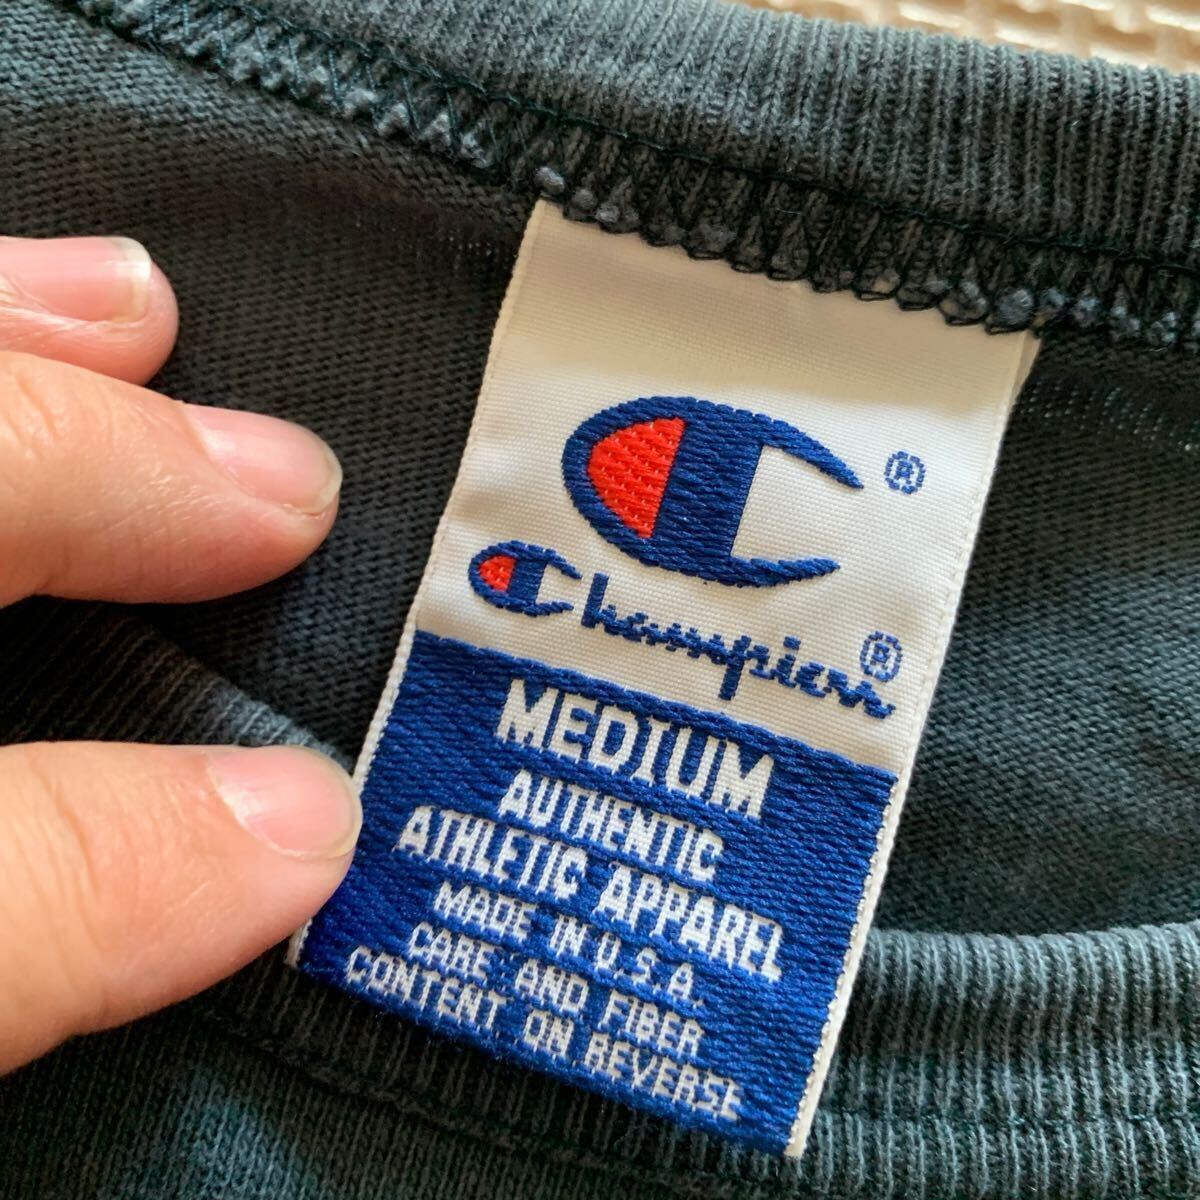 ®
Champion®
MEDIUM
AUTHENTIC
ATHLETIC APPAREL
MADE IN U.S.A.
CARE AND FIBER
CONTENT ON REVERSE